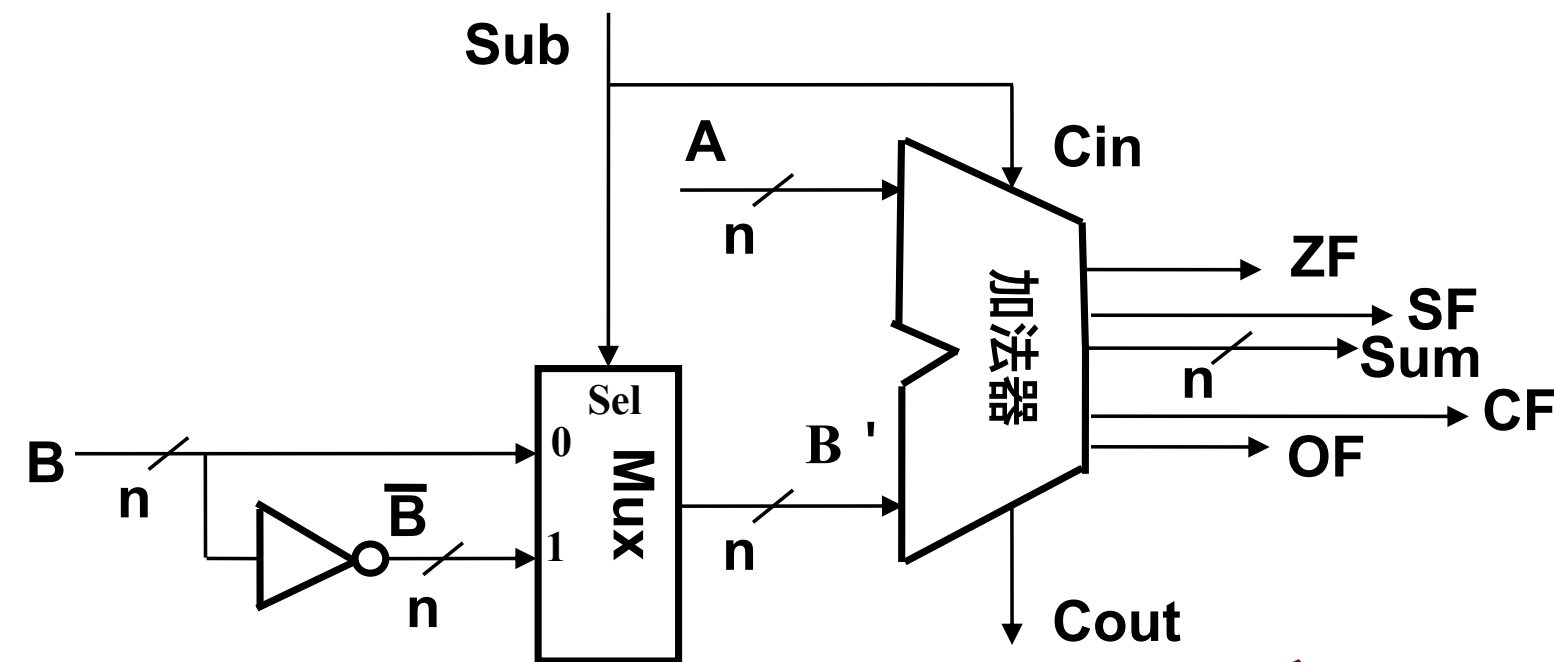 Sub
A
Cin
n
ZF
SF
Sum
n
加法器
CF
OF
Sel
0
B
n
Mux
B '
n
B̅
1
n
Cout